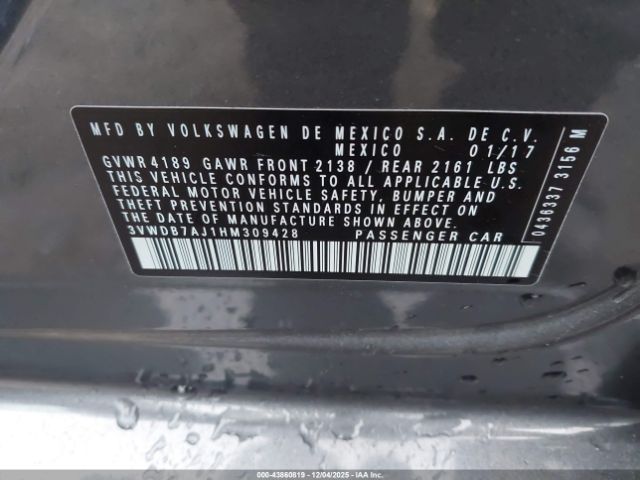 MFD BY VOLKSWAGEN DE MEXICO S.A. DE C.V.
MEXICO 01/17
GVWR 4189 GAWR FRONT 2138 / REAR 2161 LBS
THIS VEHICLE CONFORMS TO ALL APPLICABLE U.S.
FEDERAL MOTOR VEHICLE SAFETY, BUMPER AND
THEFT PREVENTION STANDARDS IN EFFECT ON
THE DATE OF MANUFACTURE SHOWN ABOVE.
3VWDB7AJ1HM309428 PASSENGER CAR
0436337 3156 M
000-43860819 - 12/04/2025 - IAA Inc.